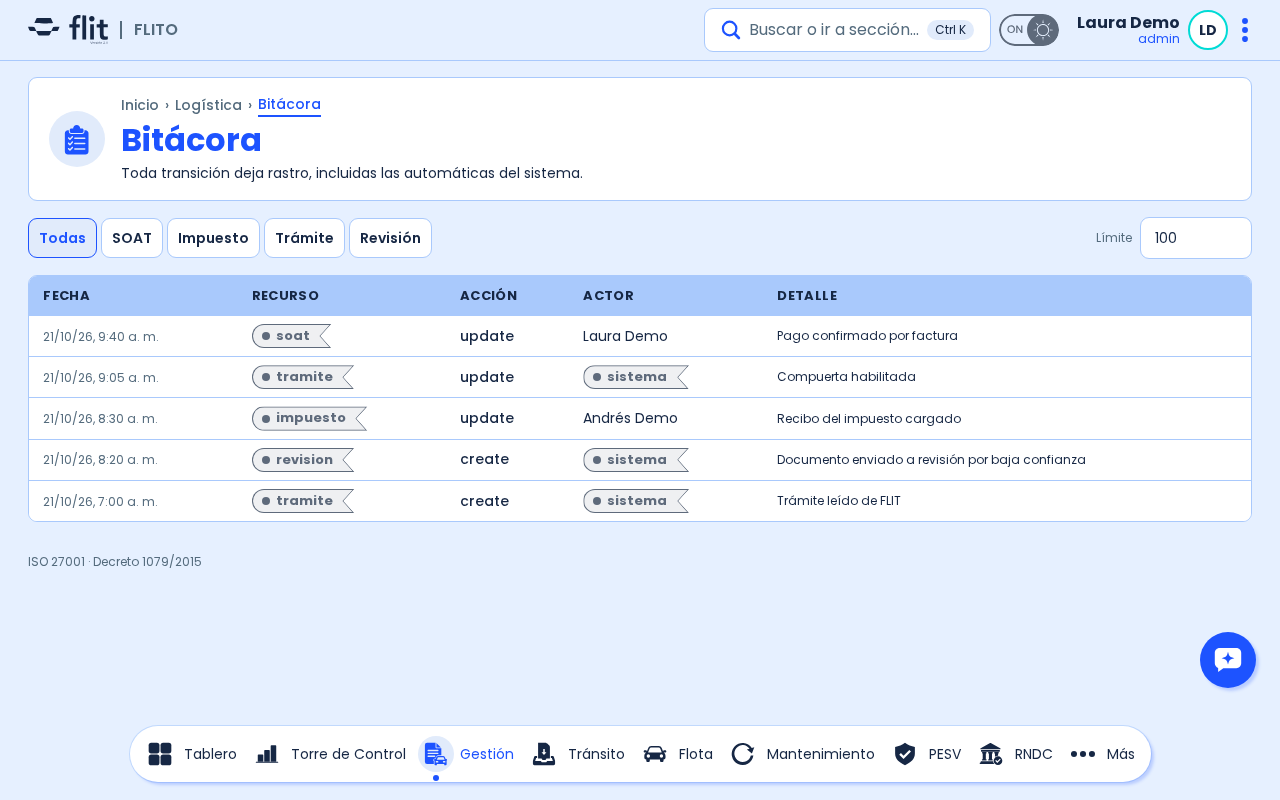 flit
FLITO
Buscar o ir a sección...
Ctrl K
ON
Laura Demo
admin
LD
Inicio › Logística › Bitácora
Bitácora
Toda transición deja rastro, incluidas las automáticas del sistema.
Todas
SOAT
Impuesto
Trámite
Revisión
Límite
100
FECHA RECURSO ACCIÓN ACTOR DETALLE
21/10/26, 9:40 a. m. soat update Laura Demo Pago confirmado por factura
21/10/26, 9:05 a. m. tramite update sistema Compuerta habilitada
21/10/26, 8:30 a. m. impuesto update Andrés Demo Recibo del impuesto cargado
21/10/26, 8:20 a. m. revision create sistema Documento enviado a revisión por baja confianza
21/10/26, 7:00 a. m. tramite create sistema Trámite leído de FLIT
ISO 27001 · Decreto 1079/2015
Tablero
Torre de Control
Gestión
Tránsito
Flota
Mantenimiento
PESV
RNDC
Más